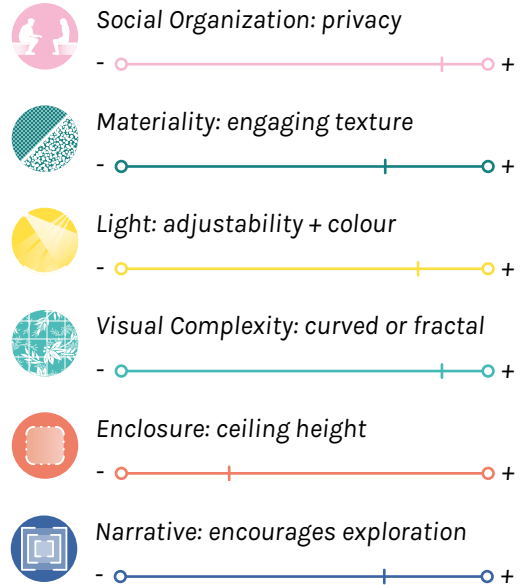 Social Organization: privacy
- +
Materiality: engaging texture
- +
Light: adjustability + colour
- +
Visual Complexity: curved or fractal
- +
Enclosure: ceiling height
- +
Narrative: encourages exploration
- +